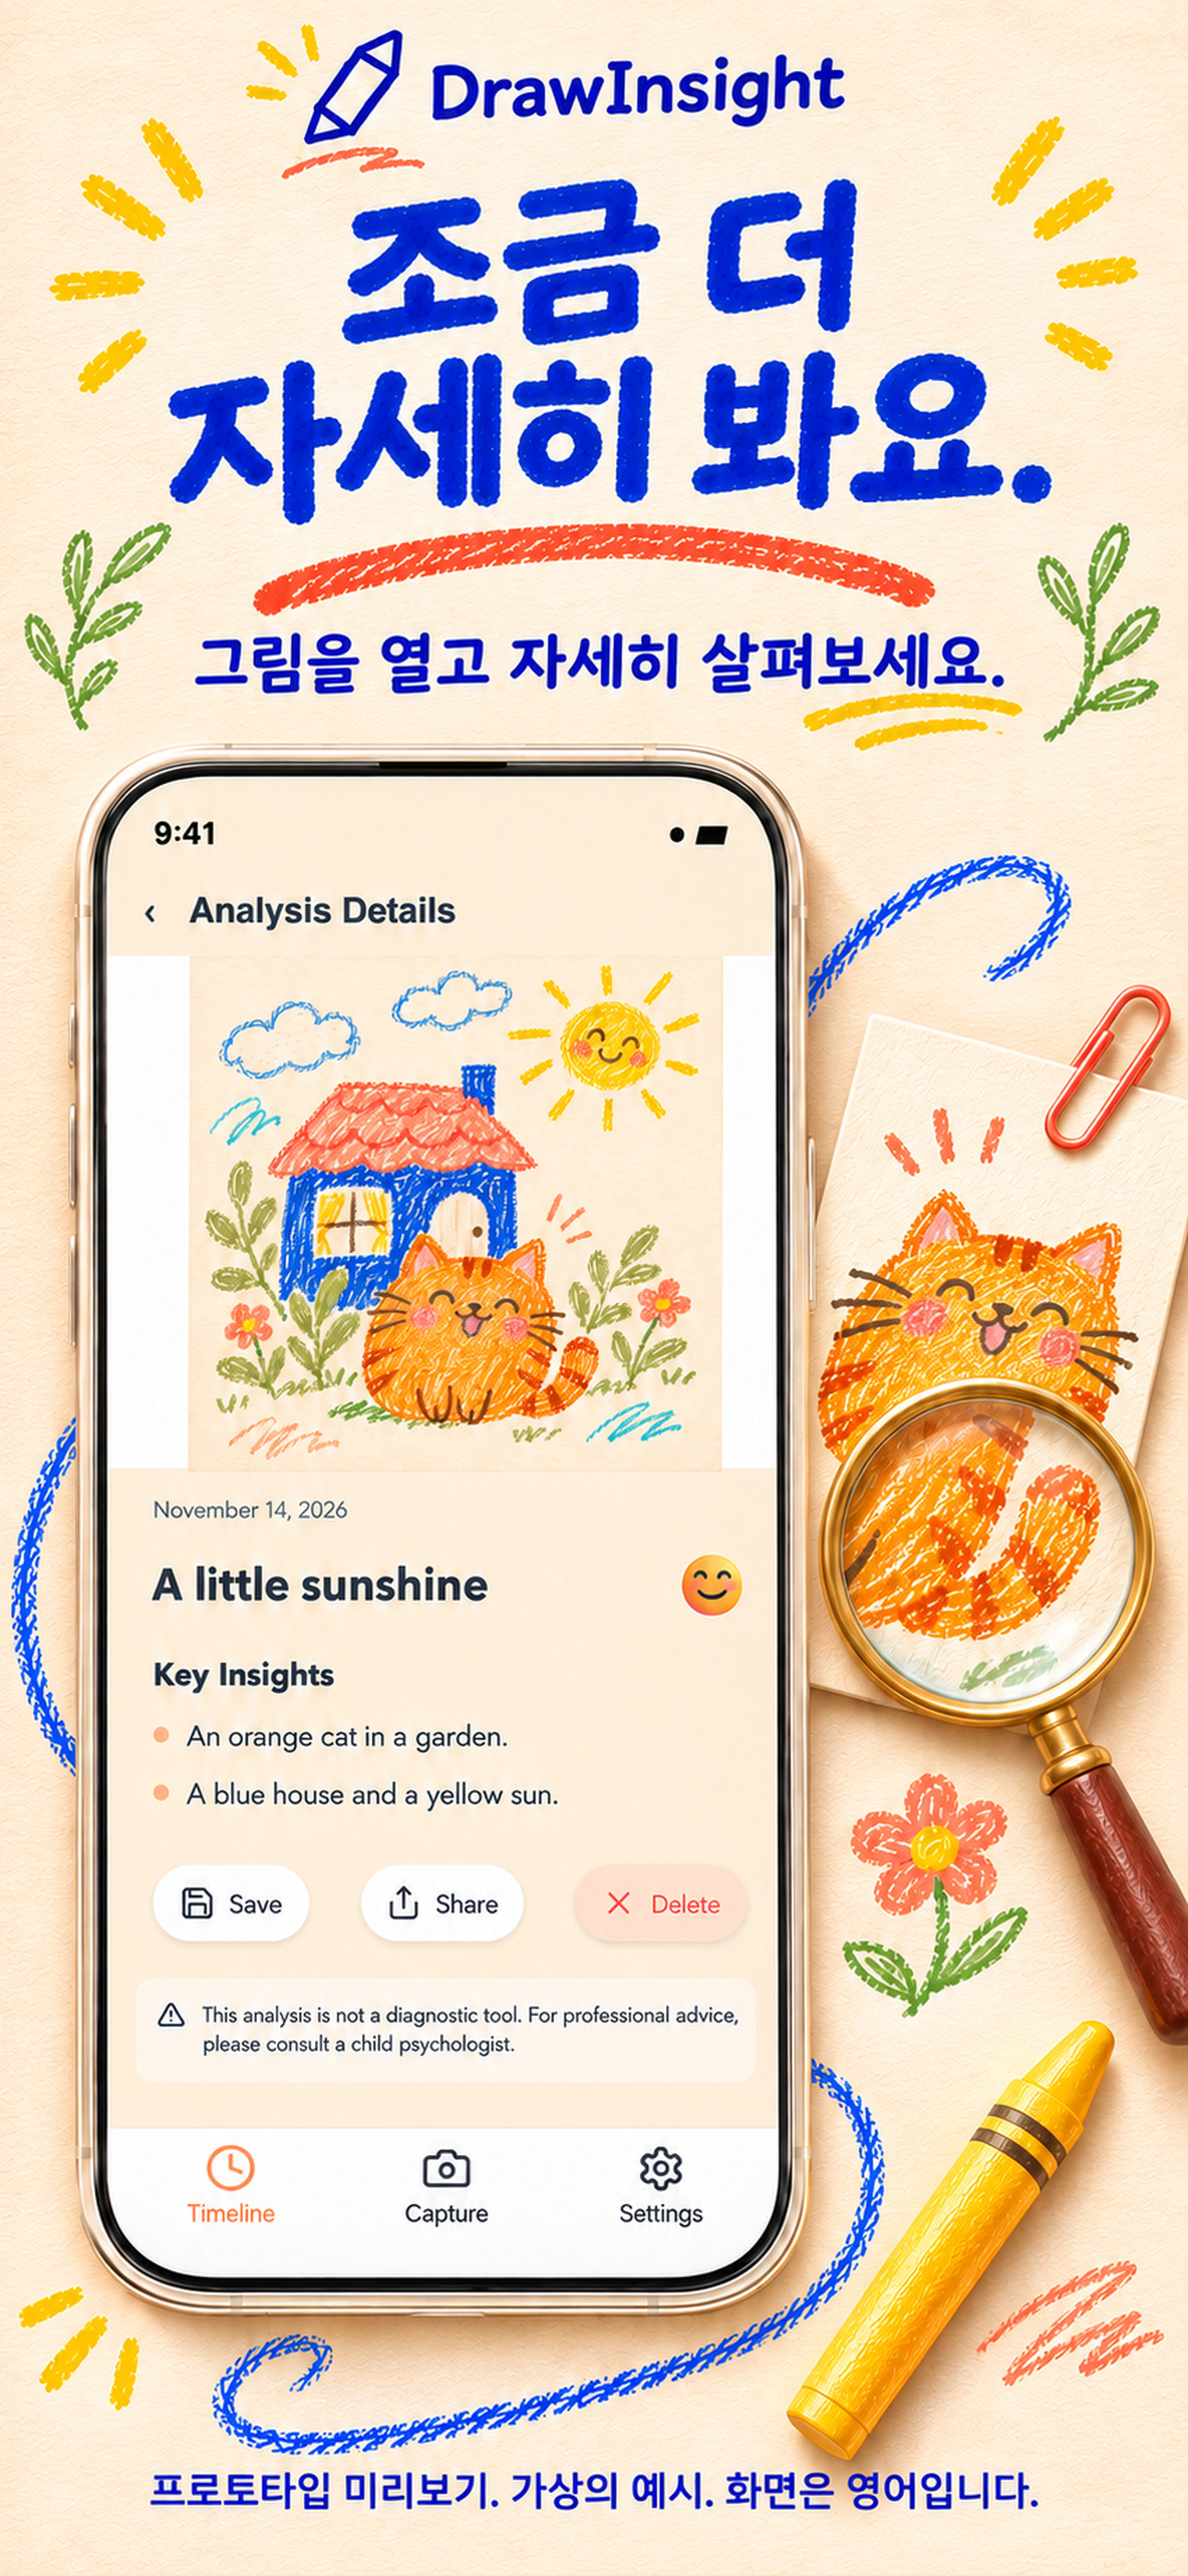 DrawInsight
조금 더
자세히 봐요.
그림을 열고 자세히 살펴보세요.
9:41
‹ Analysis Details
November 14, 2026
A little sunshine
Key Insights
An orange cat in a garden.
A blue house and a yellow sun.
Save Share Delete
This analysis is not a diagnostic tool. For professional advice,
please consult a child psychologist.
Timeline Capture Settings
프로토타입 미리보기. 가상의 예시. 화면은 영어입니다.